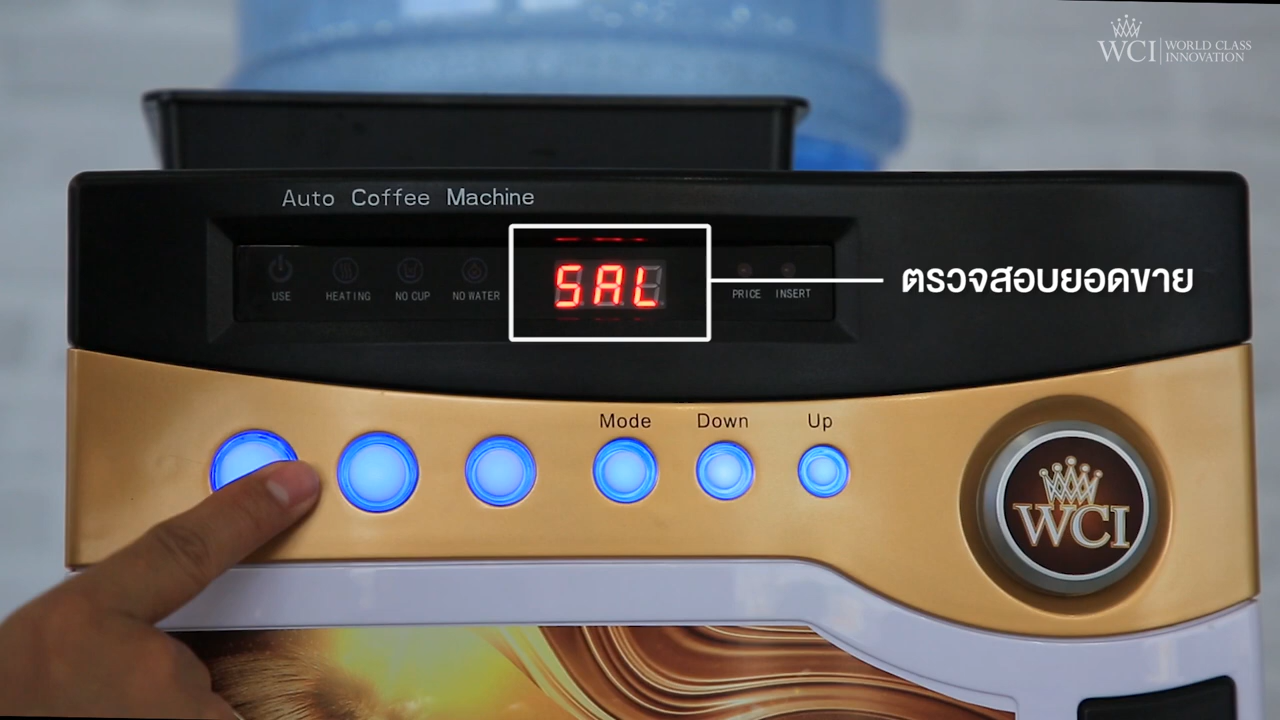 WCI WORLD CLASS
INNOVATION
Auto Coffee Machine
SAL
ตรวจสอบยอดขาย
USE HEATING NO CUP NO WATER PRICE INSERT
Mode Down Up
WCI